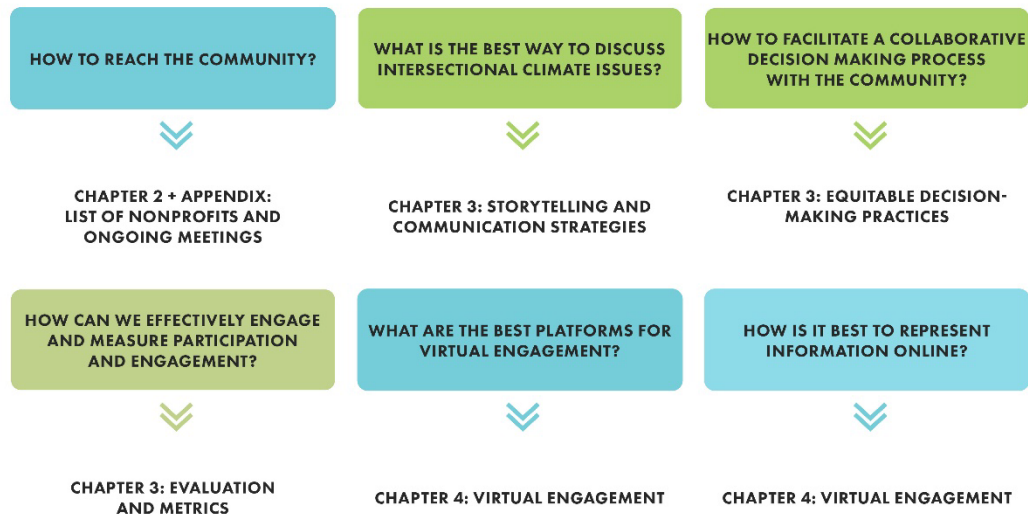 HOW TO REACH THE COMMUNITY?
CHAPTER 2 + APPENDIX:
LIST OF NONPROFITS AND
ONGOING MEETINGS
WHAT IS THE BEST WAY TO DISCUSS
INTERSECTIONAL CLIMATE ISSUES?
CHAPTER 3: STORYTELLING AND
COMMUNICATION STRATEGIES
HOW TO FACILITATE A COLLABORATIVE
DECISION MAKING PROCESS
WITH THE COMMUNITY?
CHAPTER 3: EQUITABLE DECISION-
MAKING PRACTICES
HOW CAN WE EFFECTIVELY ENGAGE
AND MEASURE PARTICIPATION
AND ENGAGEMENT?
CHAPTER 3: EVALUATION
AND METRICS
WHAT ARE THE BEST PLATFORMS FOR
VIRTUAL ENGAGEMENT?
CHAPTER 4: VIRTUAL ENGAGEMENT
HOW IS IT BEST TO REPRESENT
INFORMATION ONLINE?
CHAPTER 4: VIRTUAL ENGAGEMENT